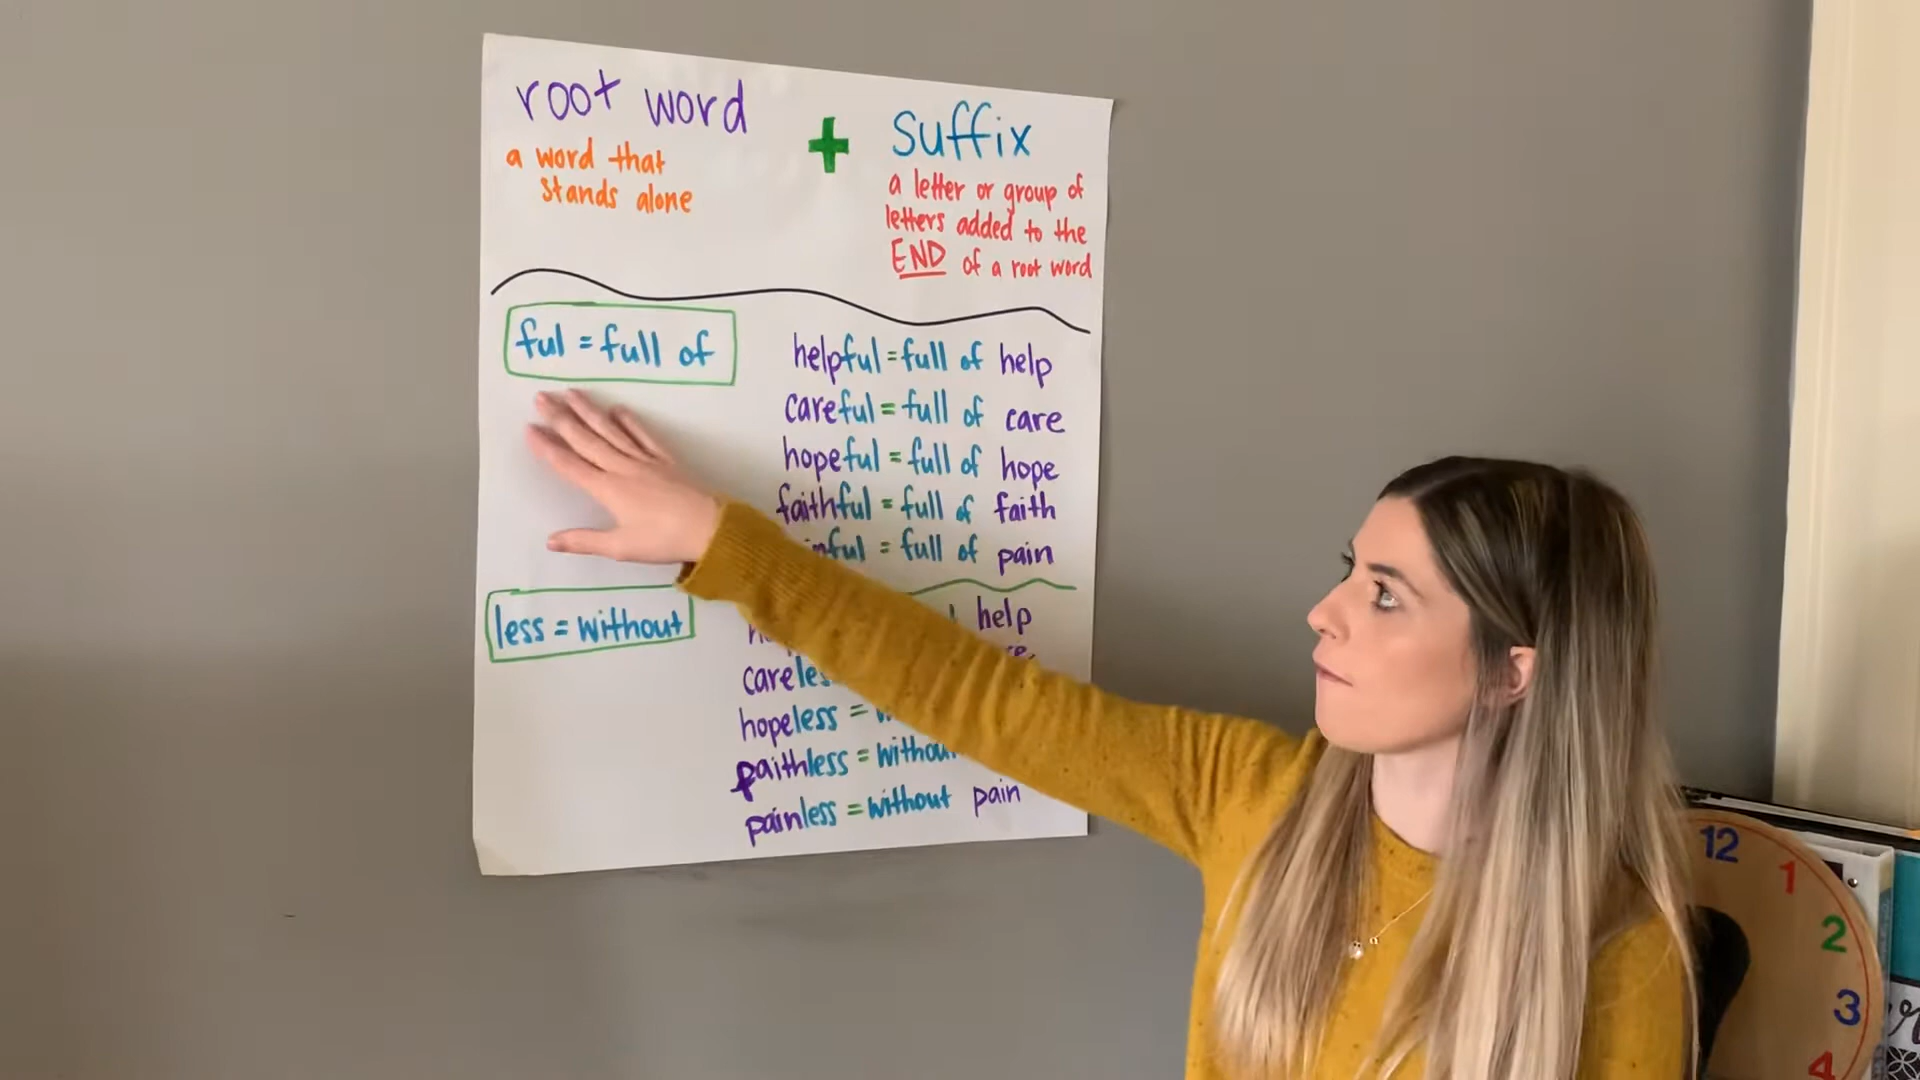 root word
a word that
stands alone
+
suffix
a letter or group of
letters added to the
END of a root word
ful = full of
helpful = full of help
careful = full of care
hopeful = full of hope
faithful = full of faith
= full of pain
less = without
help
hopeless =
faithless = without
painless = without pain
12
1
2
3
4